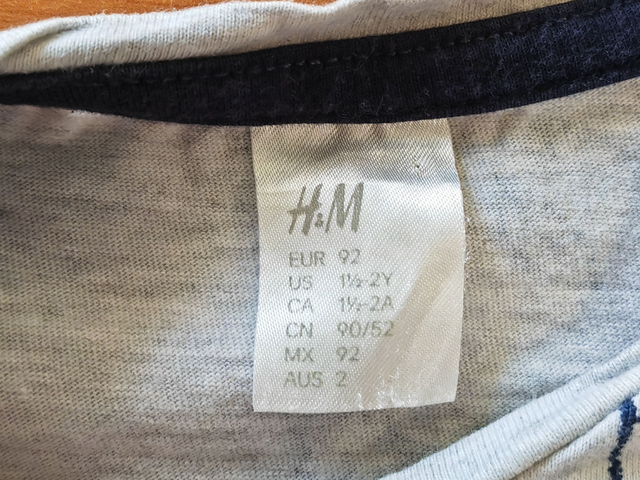 H&M
EUR 92
US 1½-2Y
CA 1½-2A
CN 90/52
MX 92
AUS 2